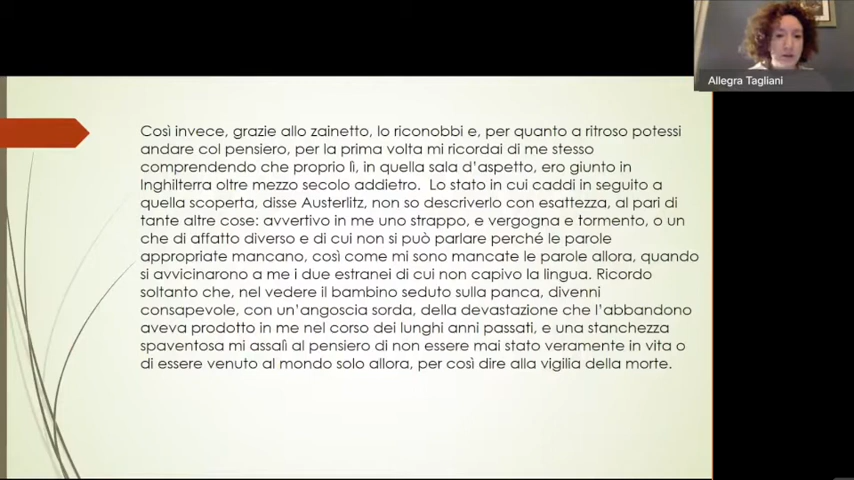 Allegra Tagliani
Così invece, grazie allo zainetto, lo riconobbi e, per quanto a ritroso potessi
andare col pensiero, per la prima volta mi ricordai di me stesso
comprendendo che proprio lì, in quella sala d'aspetto, ero giunto in
Inghilterra oltre mezzo secolo addietro. Lo stato in cui caddi in seguito a
quella scoperta, disse Austerlitz, non so descriverlo con esattezza, al pari di
tante altre cose: avvertivo in me uno strappo, e vergogna e tormento, o un
che di affatto diverso e di cui non si può parlare perché le parole
appropriate mancano, così come mi sono mancate le parole allora, quando
si avvicinarono a me i due estranei di cui non capivo la lingua. Ricordo
soltanto che, nel vedere il bambino seduto sulla panca, divenni
consapevole, con un'angoscia sorda, della devastazione che l'abbandono
aveva prodotto in me nel corso dei lunghi anni passati, e una stanchezza
spaventosa mi assalì al pensiero di non essere mai stato veramente in vita o
di essere venuto al mondo solo allora, per così dire alla vigilia della morte.